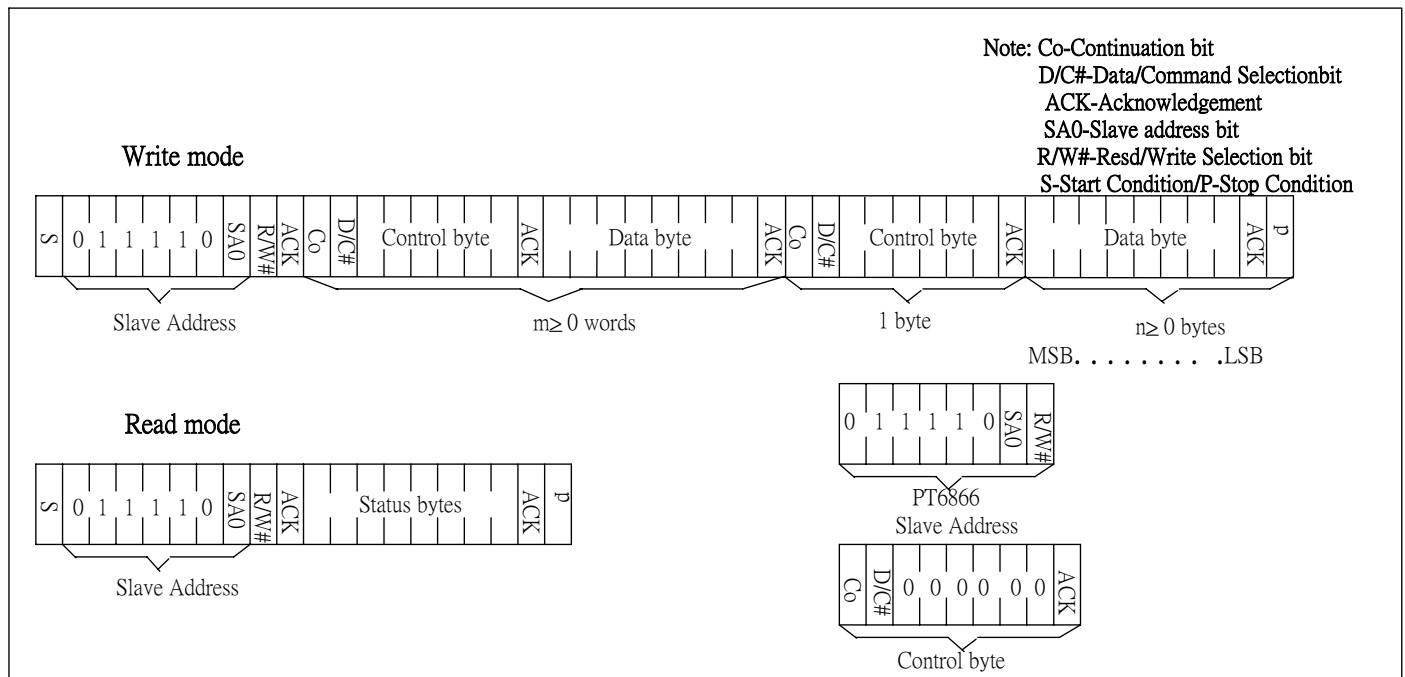 Note: Co-Continuation bit
D/C#-Data/Command Selectionbit
ACK-Acknowledgement
SA0-Slave address bit
R/W#-Resd/Write Selection bit
S-Start Condition/P-Stop Condition
Write mode
S 0 1 1 1 1 0 SA0 R/W# ACK Co D/C# Control byte ACK Data byte ACK Co D/C# Control byte ACK Data byte ACK P
Slave Address m≥ 0 words 1 byte n≥ 0 bytes
MSB. . . . . . . . .LSB
0 1 1 1 1 0 SA0 R/W#
PT6866
Slave Address
Read mode
S 0 1 1 1 1 0 SA0 R/W# ACK Status bytes ACK P
Slave Address
Co D/C# 0 0 0 0 0 0 ACK
Control byte